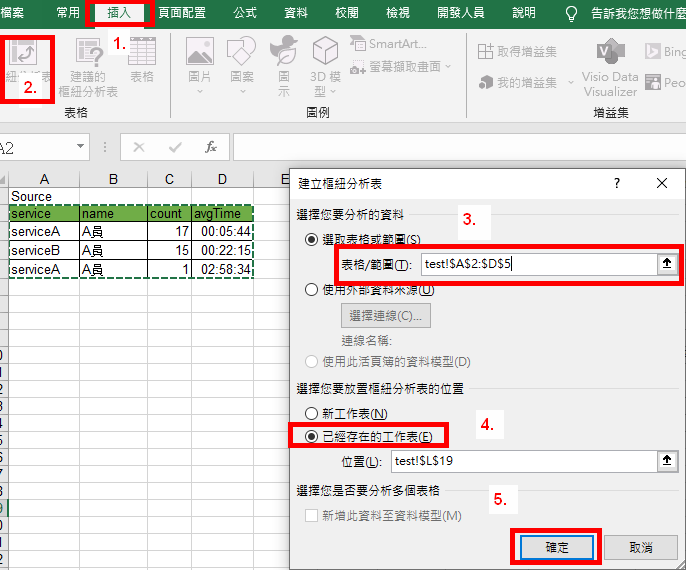 檔案 常用 插入 頁面配置 公式 資料 校閱 檢視 開發人員 說明 告訴我您想做什麼
1.
2.
樞紐分析表
建議的
樞紐分析表
表格
圖片
圖案
圖
示
3D 模
型
SmartArt...
螢幕擷取畫面
取得增益集
我的增益集
Visio Data
Visualizer
Bing
Peo
表格 圖例 增益集
A2
fx
A B C D E
Source
service name count avgTime
serviceA A員 17 00:05:44
serviceB A員 15 00:22:15
serviceA A員 1 02:58:34
建立樞紐分析表 ?
選擇您要分析的資料
3.
選取表格或範圍(S)
表格/範圍(T): test!$A$2:$D$5
使用外部資料來源(U)
選擇連線(C)...
連線名稱:
使用此活頁簿的資料模型(D)
選擇您要放置樞紐分析表的位置
新工作表(N)
4.
已經存在的工作表(E)
位置(L): test!$L$19
選擇您是否要分析多個表格
5.
新增此資料至資料模型(M)
確定 取消